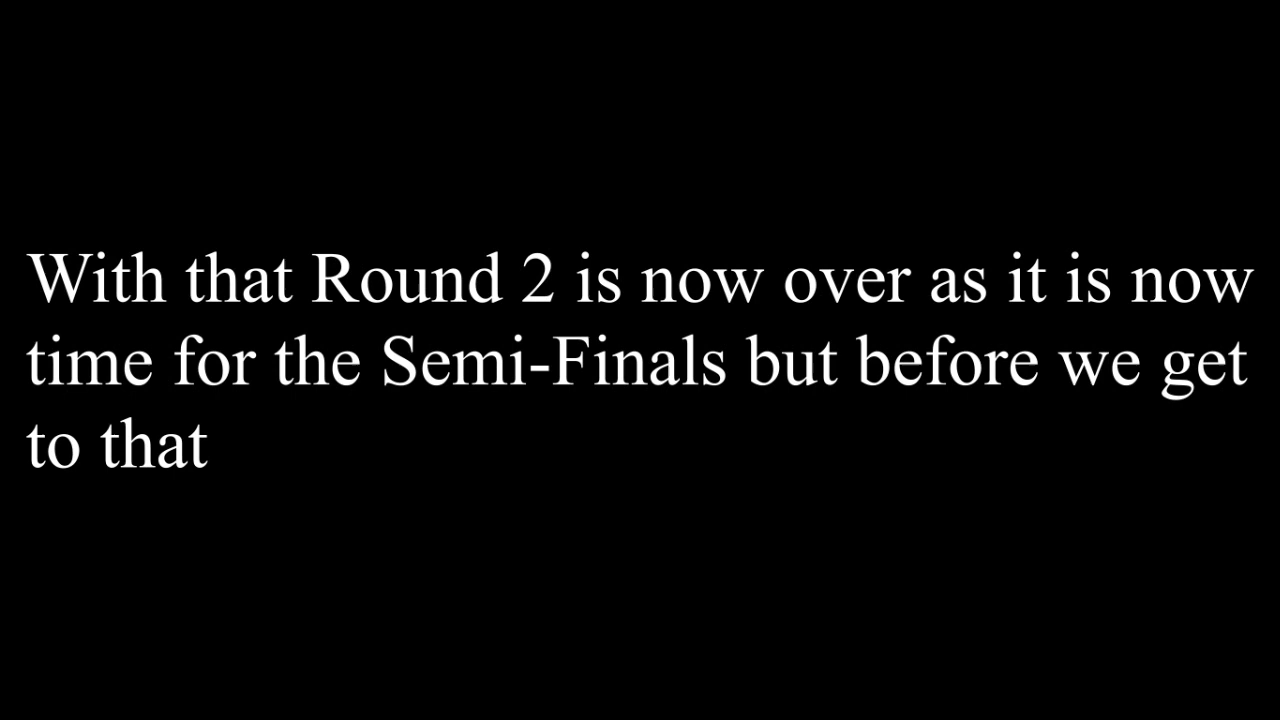 With that Round 2 is now over as it is now
time for the Semi-Finals but before we get
to that